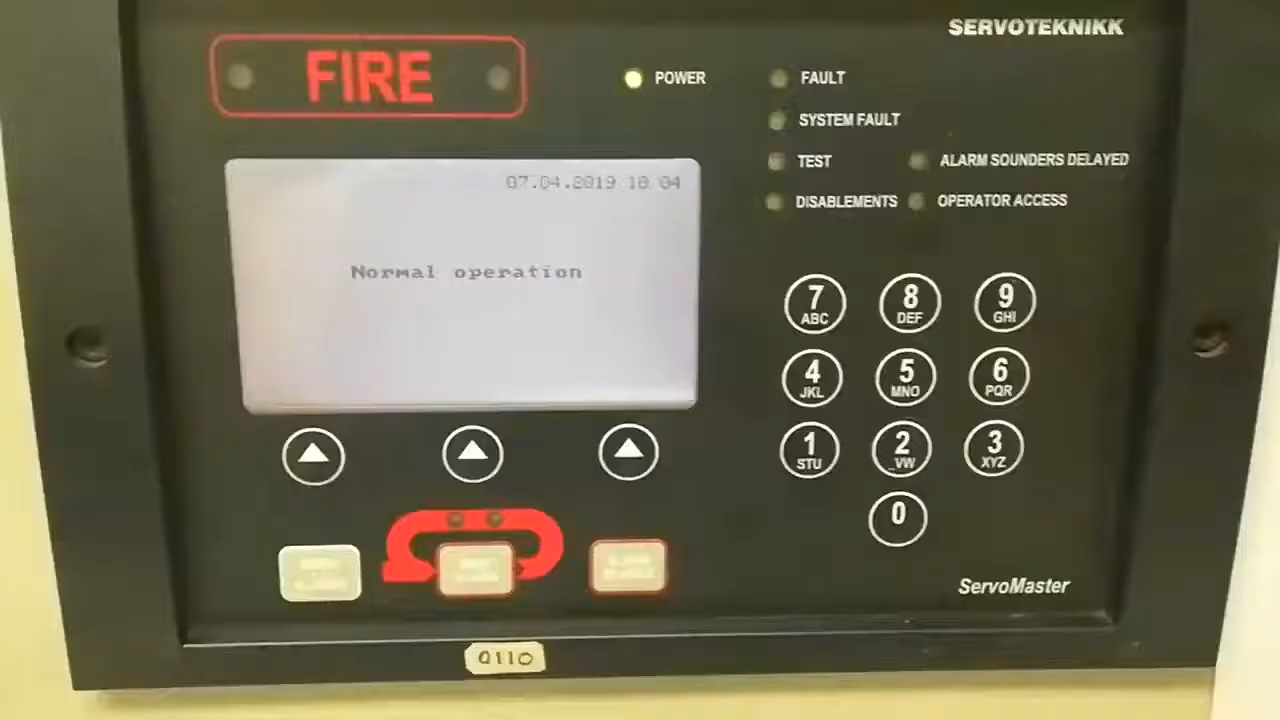 SERVOTEKNIKK
FIRE
POWER
FAULT
SYSTEM FAULT
TEST
ALARM SOUNDERS DELAYED
DISABLEMENTS
OPERATOR ACCESS
07.04.2019 18 04
Normal operation
7
ABC
8
DEF
9
GHI
4
JKL
5
MNO
6
PQR
1
STU
2
_VW
3
XYZ
0
ServoMaster
0110